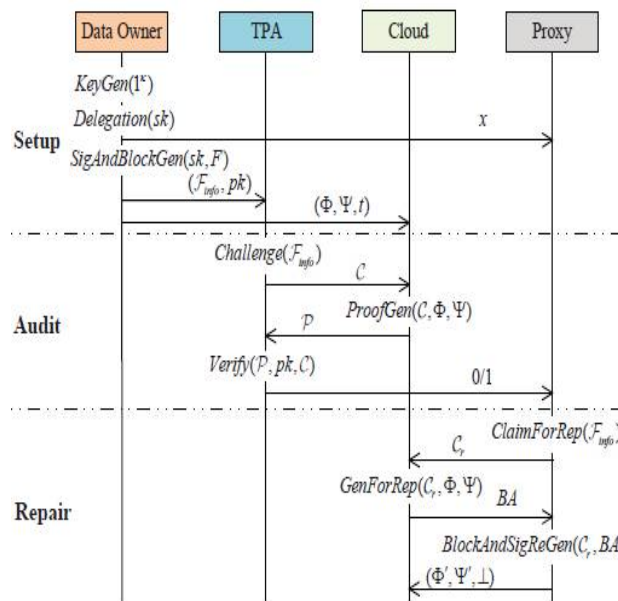 Data Owner TPA Cloud Proxy
KeyGen(1^κ)
Delegation(sk)
x
Setup
SigAndBlockGen(sk, F)
(ℱ_info, pk)
(Φ, Ψ, t)
Challenge(ℱ_info)
𝒞
ProofGen(𝒞, Φ, Ψ)
Audit
𝒫
Verify(𝒫, pk, 𝒞)
0/1
ClaimForRep(ℱ_info)
𝒞_r
GenForRep(𝒞_r, Φ, Ψ)
BA
Repair
BlockAndSigReGen(𝒞_r, BA
(Φ′, Ψ′, ⊥)